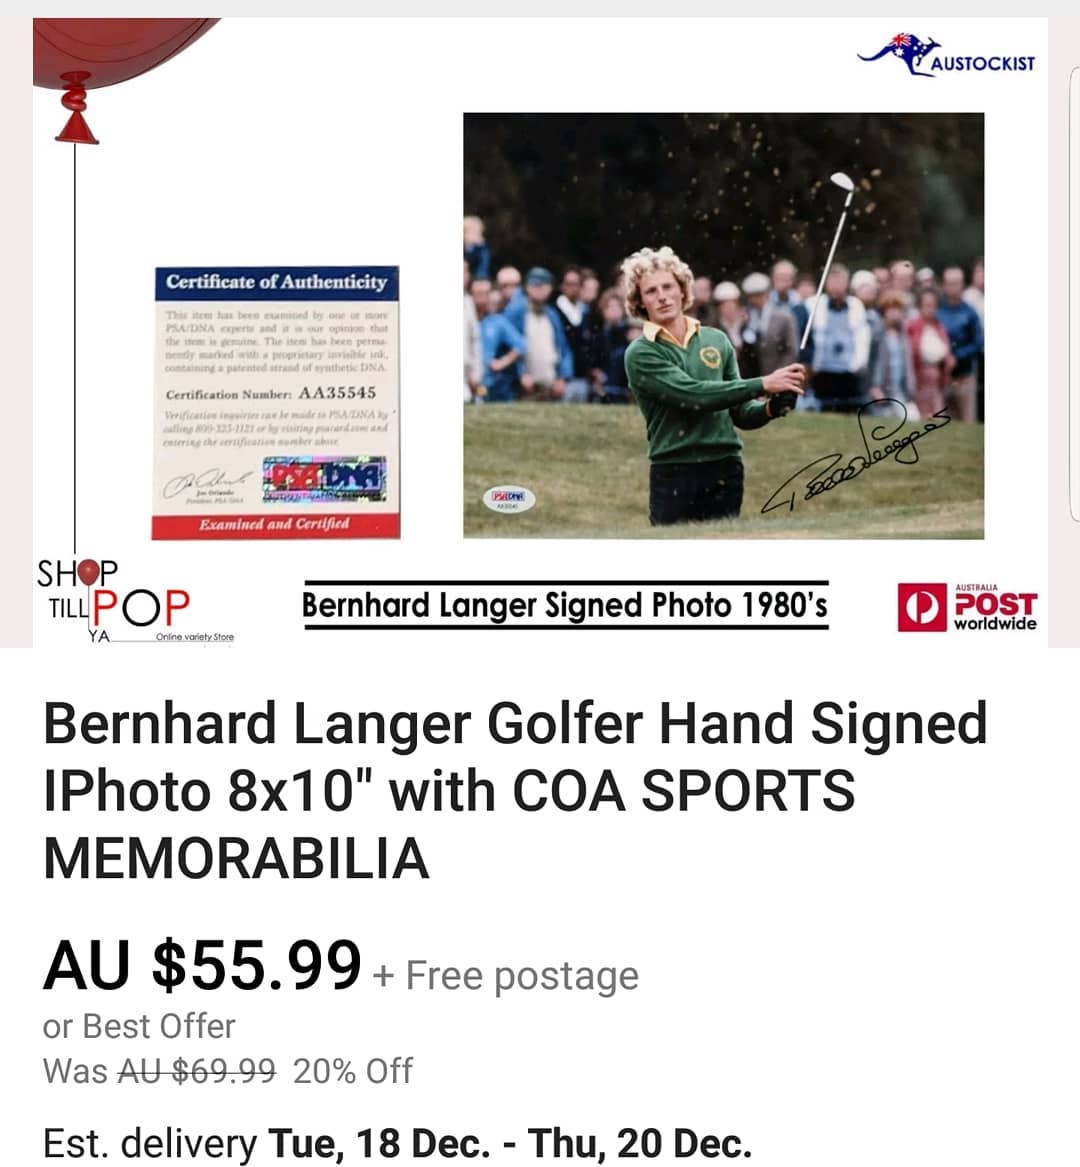 AUSTOCKIST
Certificate of Authenticity
This item has been examined by one or more
PSA/DNA experts and it is our opinion that
the item is genuine. The item has been perma-
nently marked with a proprietary invisible ink,
containing a patented strand of synthetic DNA.
Certification Number: AA35545
Verification inquiries can be made to PSA/DNA by
calling 800-325-1121 or by visiting psacard.com and
entering the certification number above.
Joe Orlando
President, PSA/DNA
PSA DNA
Examined and Certified
PSA/DNA
SHOP
TILL POP
YA
Online variety Store
Bernhard Langer Signed Photo 1980's
AUSTRALIA
POST
worldwide
Bernhard Langer Golfer Hand Signed
IPhoto 8x10" with COA SPORTS
MEMORABILIA
AU $55.99 + Free postage
or Best Offer
Was AU $69.99 20% Off
Est. delivery Tue, 18 Dec. - Thu, 20 Dec.